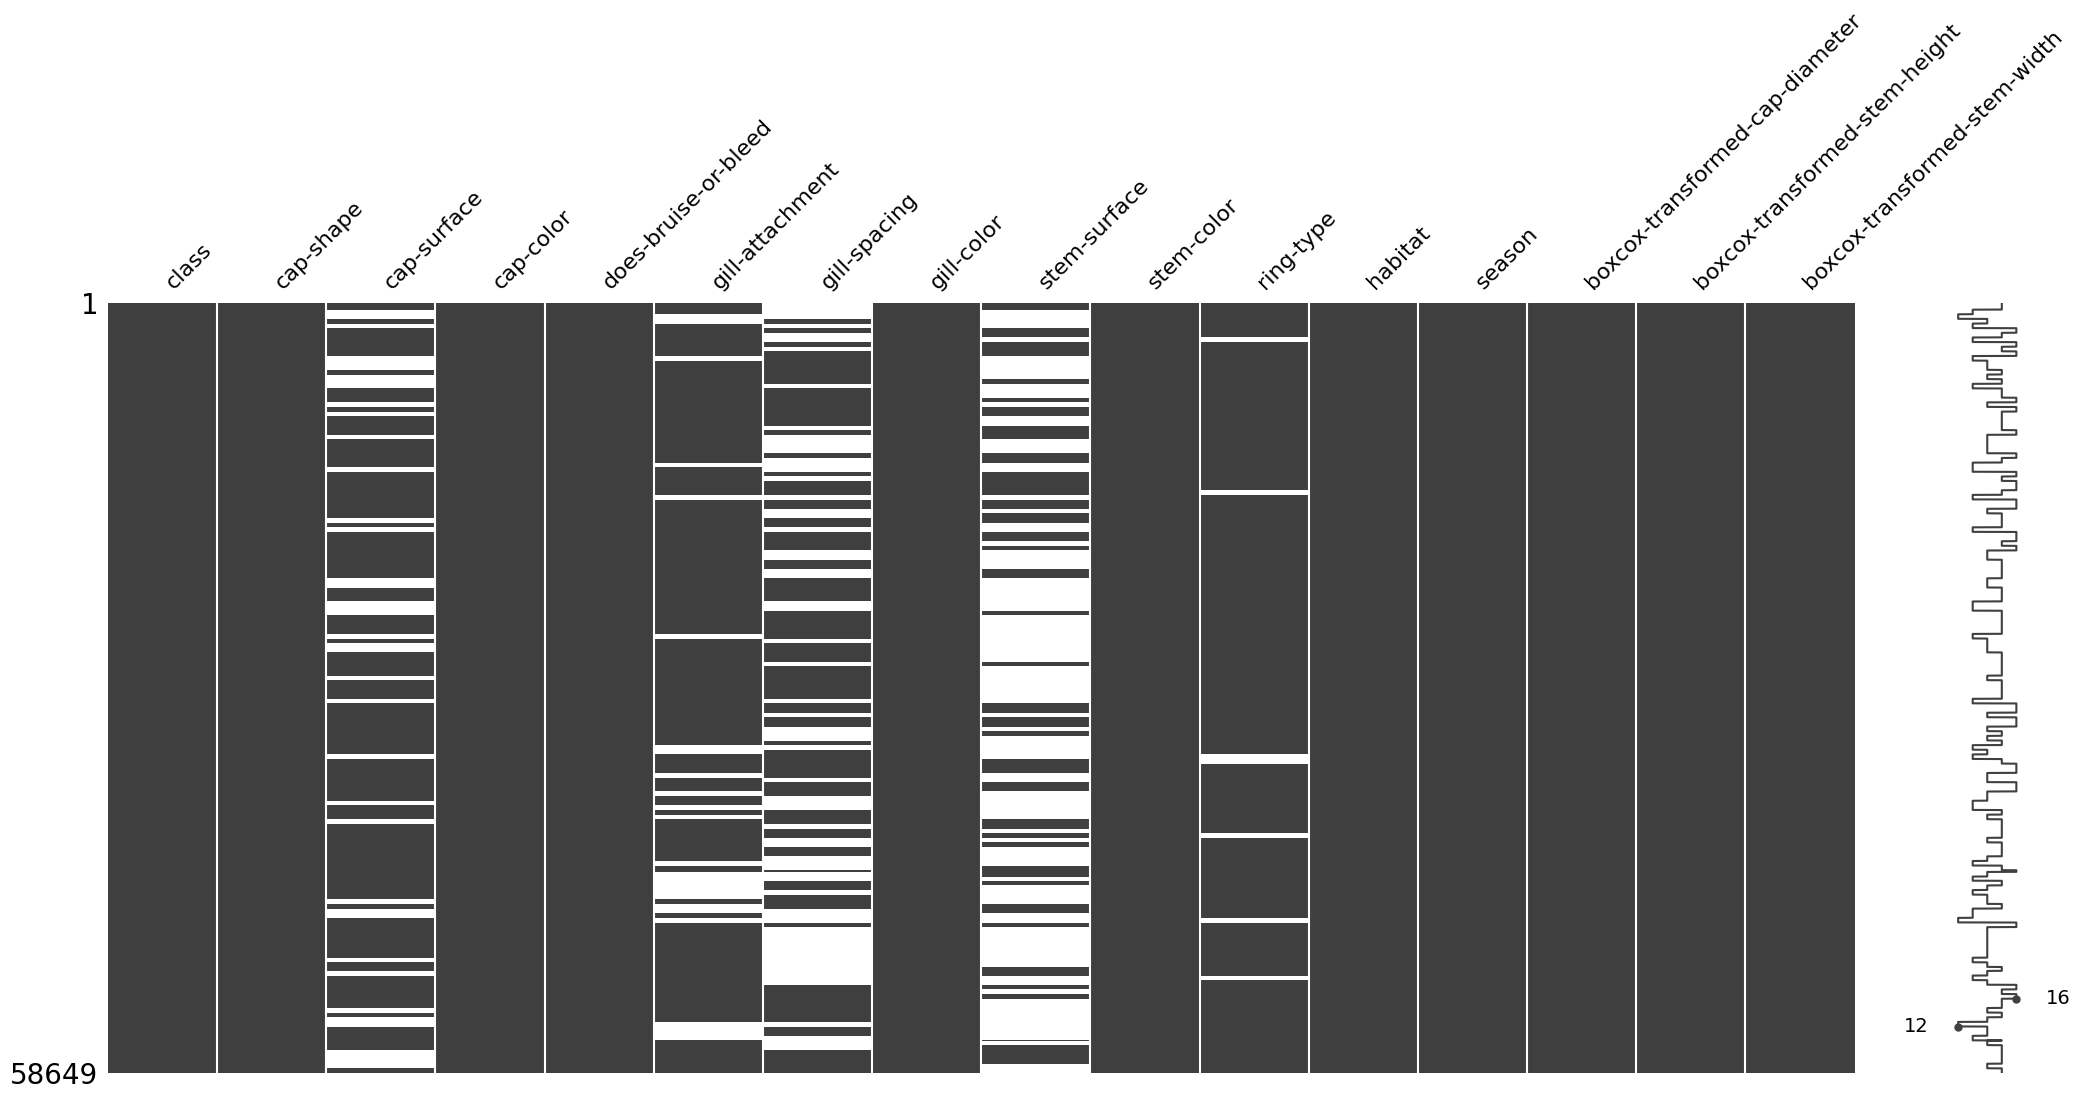 class
cap-shape
cap-surface
cap-color
does-bruise-or-bleed
gill-attachment
gill-spacing
gill-color
stem-surface
stem-color
ring-type
habitat
season
boxcox-transformed-cap-diameter
boxcox-transformed-stem-height
boxcox-transformed-stem-width
1
16
12
58649